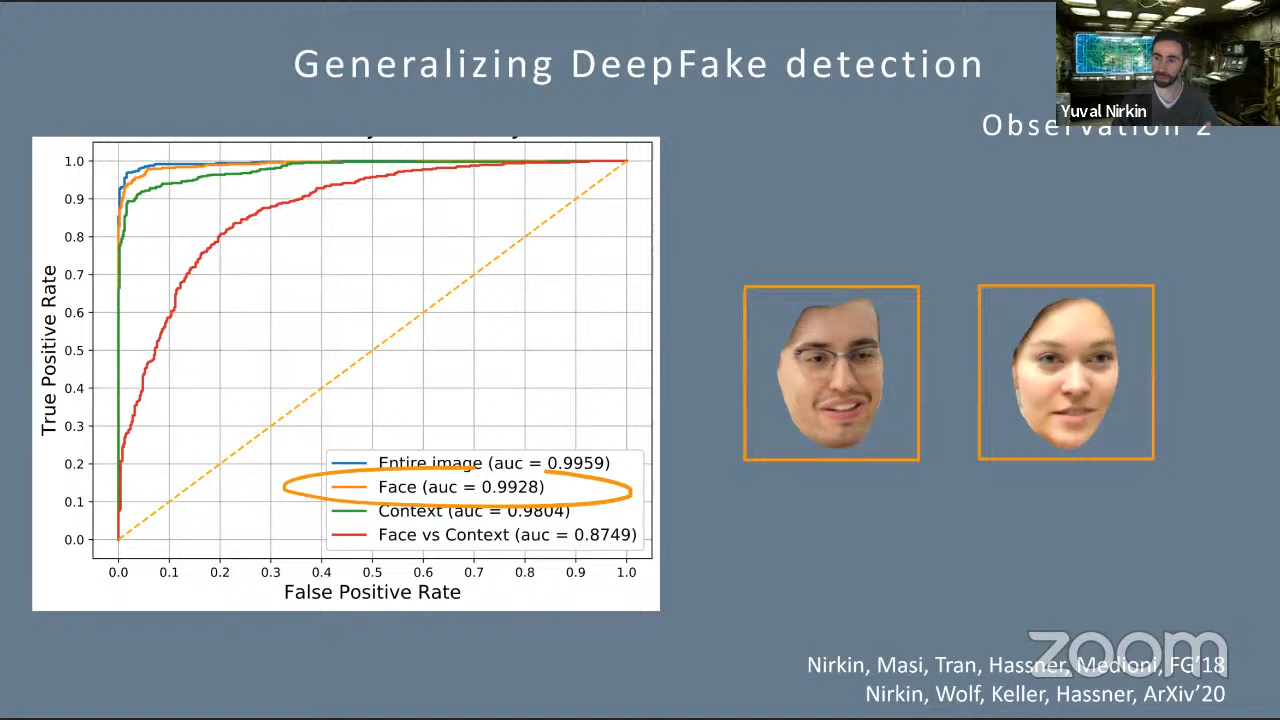 Generalizing DeepFake detection
Yuval Nirkin
Observation 2
1.0
0.9
0.8
0.7
0.6
0.5
0.4
0.3
0.2
0.1
0.0
True Positive Rate
Entire image (auc = 0.9959)
Face (auc = 0.9928)
Context (auc = 0.9804)
Face vs Context (auc = 0.8749)
0.0 0.1 0.2 0.3 0.4 0.5 0.6 0.7 0.8 0.9 1.0
False Positive Rate
zoom
Nirkin, Masi, Tran, Hassner, Medioni, FG'18
Nirkin, Wolf, Keller, Hassner, ArXiv'20